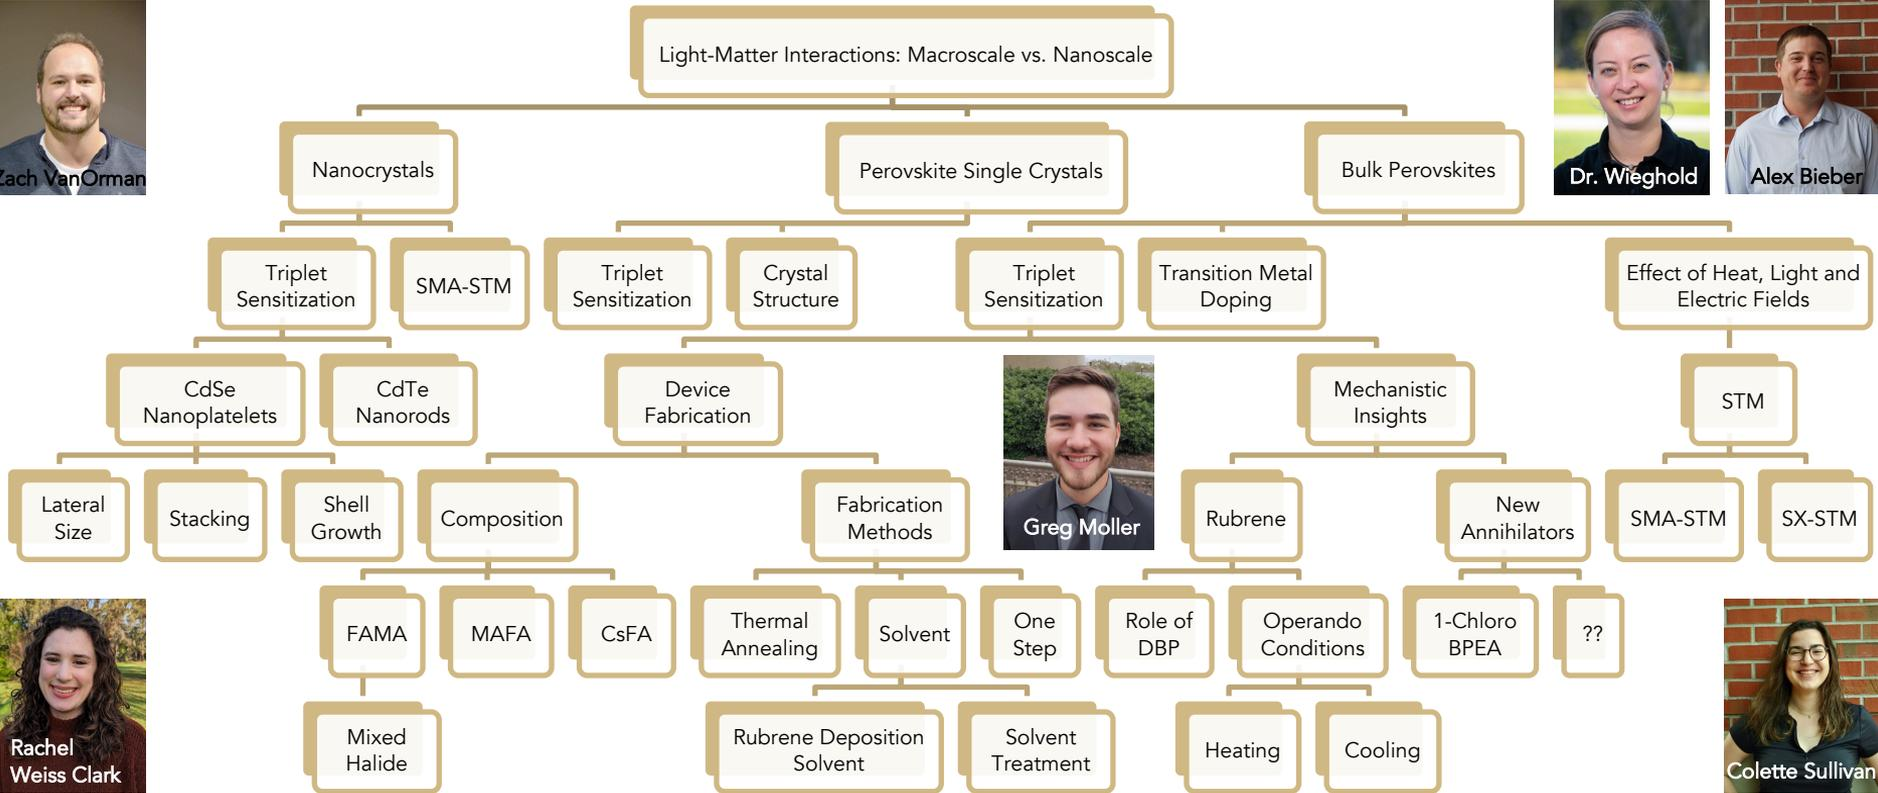 Light-Matter Interactions: Macroscale vs. Nanoscale
Zach VanOrman
Nanocrystals
Perovskite Single Crystals
Bulk Perovskites
Dr. Wieghold
Alex Bieber
Triplet
Sensitization
SMA-STM
Triplet
Sensitization
Crystal
Structure
Triplet
Sensitization
Transition Metal
Doping
Effect of Heat, Light and
Electric Fields
CdSe
Nanoplatelets
CdTe
Nanorods
Device
Fabrication
Mechanistic
Insights
STM
Lateral
Size
Stacking
Shell
Growth
Composition
Fabrication
Methods
Greg Moller
Rubrene
New
Annihilators
SMA-STM
SX-STM
FAMA
MAFA
CsFA
Thermal
Annealing
Solvent
One
Step
Role of
DBP
Operando
Conditions
1-Chloro
BPEA
??
Rachel
Weiss Clark
Mixed
Halide
Rubrene Deposition
Solvent
Solvent
Treatment
Heating
Cooling
Colette Sullivan